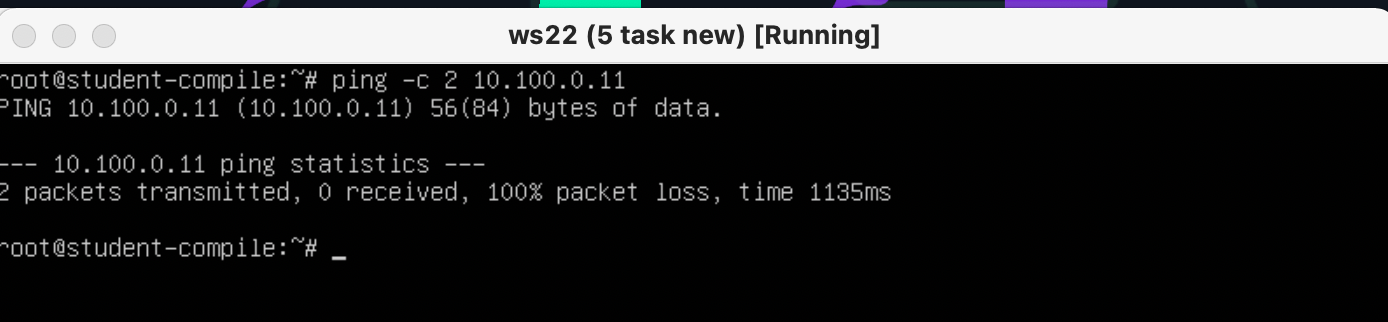 ws22 (5 task new) [Running]
root@student-compile:~# ping -c 2 10.100.0.11
PING 10.100.0.11 (10.100.0.11) 56(84) bytes of data.
--- 10.100.0.11 ping statistics ---
2 packets transmitted, 0 received, 100% packet loss, time 1135ms
root@student-compile:~# _